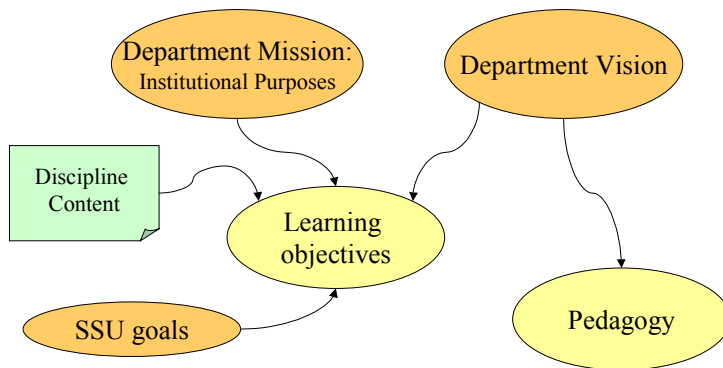 Department Mission:
Institutional Purposes
Department Vision
Discipline
Content
Learning
objectives
SSU goals
Pedagogy